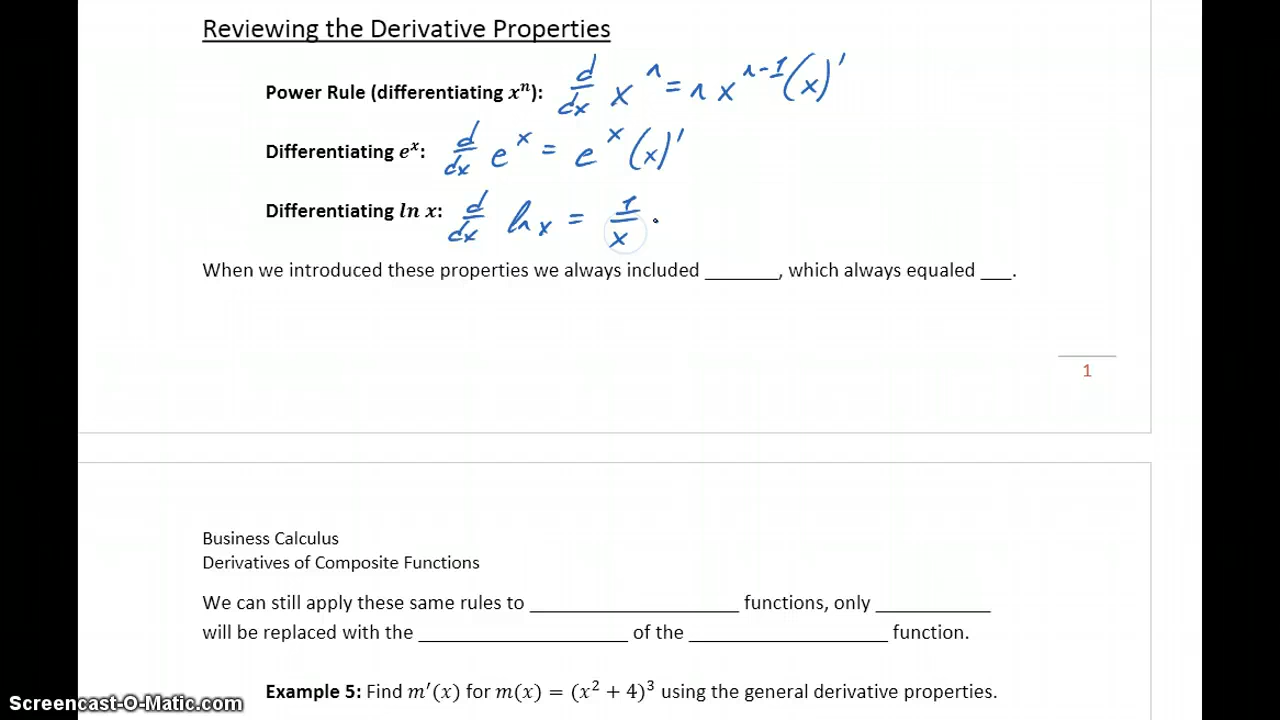 Reviewing the Derivative Properties
Power Rule (differentiating xⁿ): d/dx xⁿ = n xⁿ⁻¹(x)'
Differentiating eˣ: d/dx eˣ = eˣ(x)'
Differentiating ln x: d/dx ln x = 1/x ·
When we introduced these properties we always included _______, which always equaled ___.
1
Business Calculus
Derivatives of Composite Functions
We can still apply these same rules to ____________________ functions, only ___________
will be replaced with the ____________________ of the ___________________ function.
Example 5: Find m′(x) for m(x) = (x² + 4)³ using the general derivative properties.
Screencast-O-Matic.com